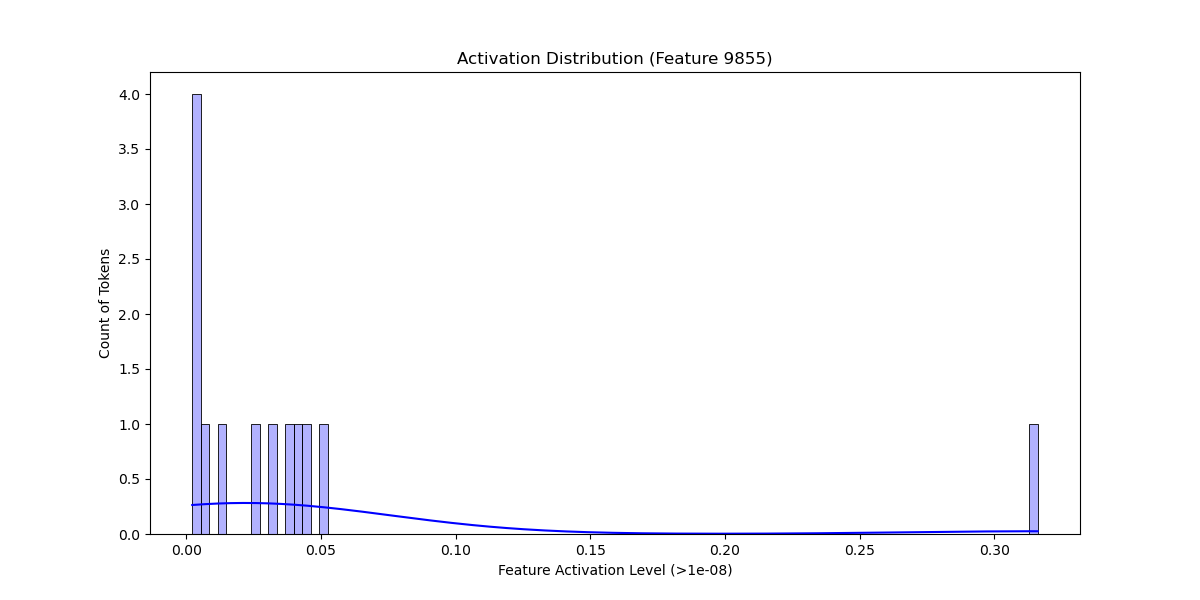 Activation Distribution (Feature 9855)
Count of Tokens
4.0
3.5
3.0
2.5
2.0
1.5
1.0
0.5
0.0
0.00 0.05 0.10 0.15 0.20 0.25 0.30
Feature Activation Level (>1e-08)